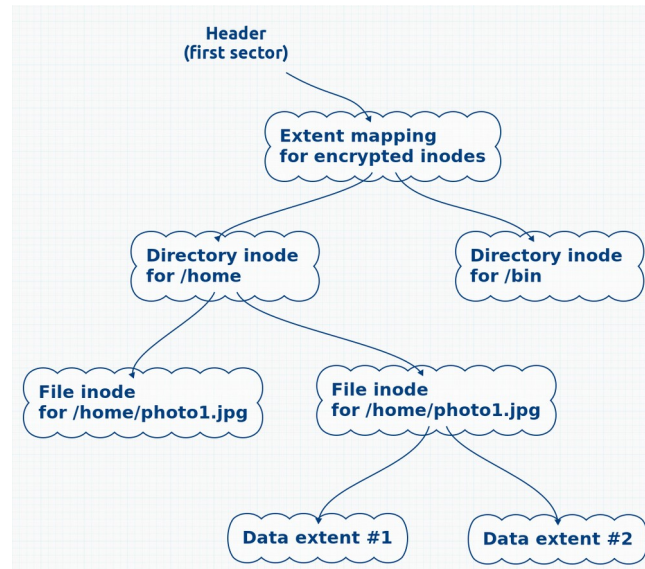 Header
(first sector)
Extent mapping
for encrypted inodes
Directory inode
for /home
Directory inode
for /bin
File inode
for /home/photo1.jpg
File inode
for /home/photo1.jpg
Data extent #1
Data extent #2